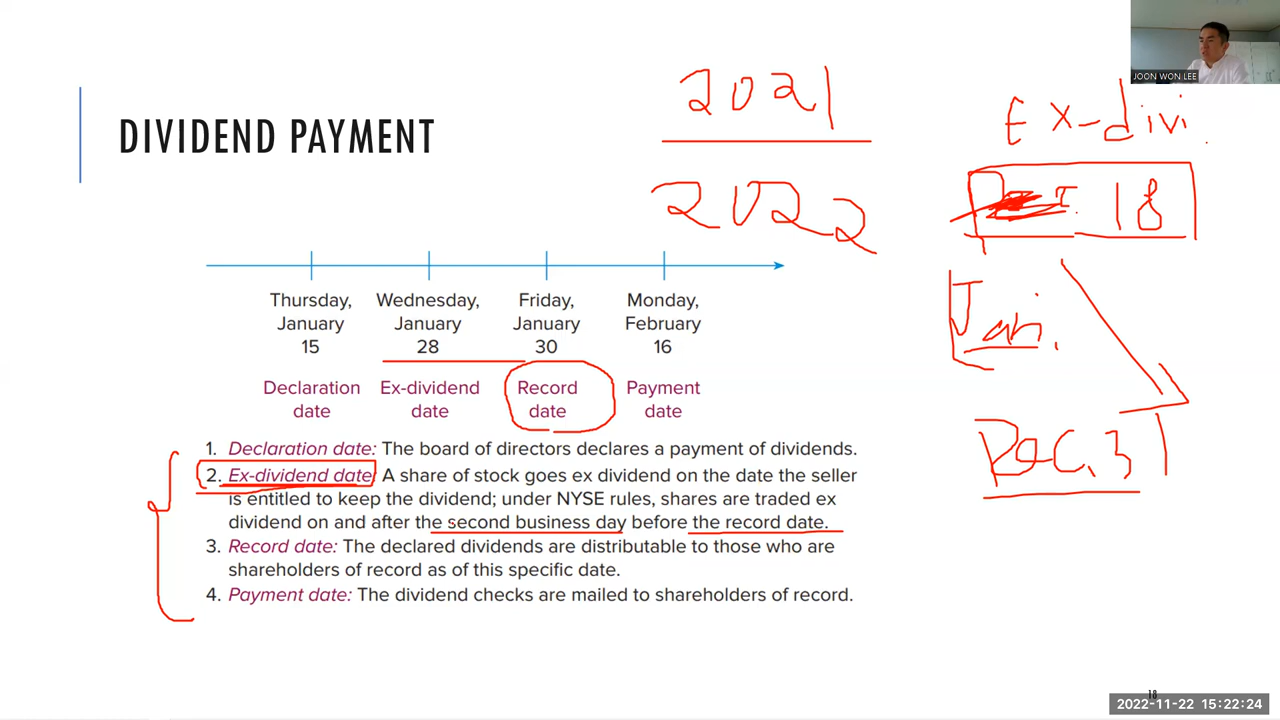 JOON WON LEE
DIVIDEND PAYMENT
2021
2022
Ex-divi.
18
Jan.
Dec. 31
Thursday, January 15
Wednesday, January 28
Friday, January 30
Monday, February 16
Declaration date
Ex-dividend date
Record date
Payment date
1. Declaration date: The board of directors declares a payment of dividends.
2. Ex-dividend date: A share of stock goes ex dividend on the date the seller
is entitled to keep the dividend; under NYSE rules, shares are traded ex
dividend on and after the second business day before the record date.
3. Record date: The declared dividends are distributable to those who are
shareholders of record as of this specific date.
4. Payment date: The dividend checks are mailed to shareholders of record.
18
2022-11-22 15:22:24